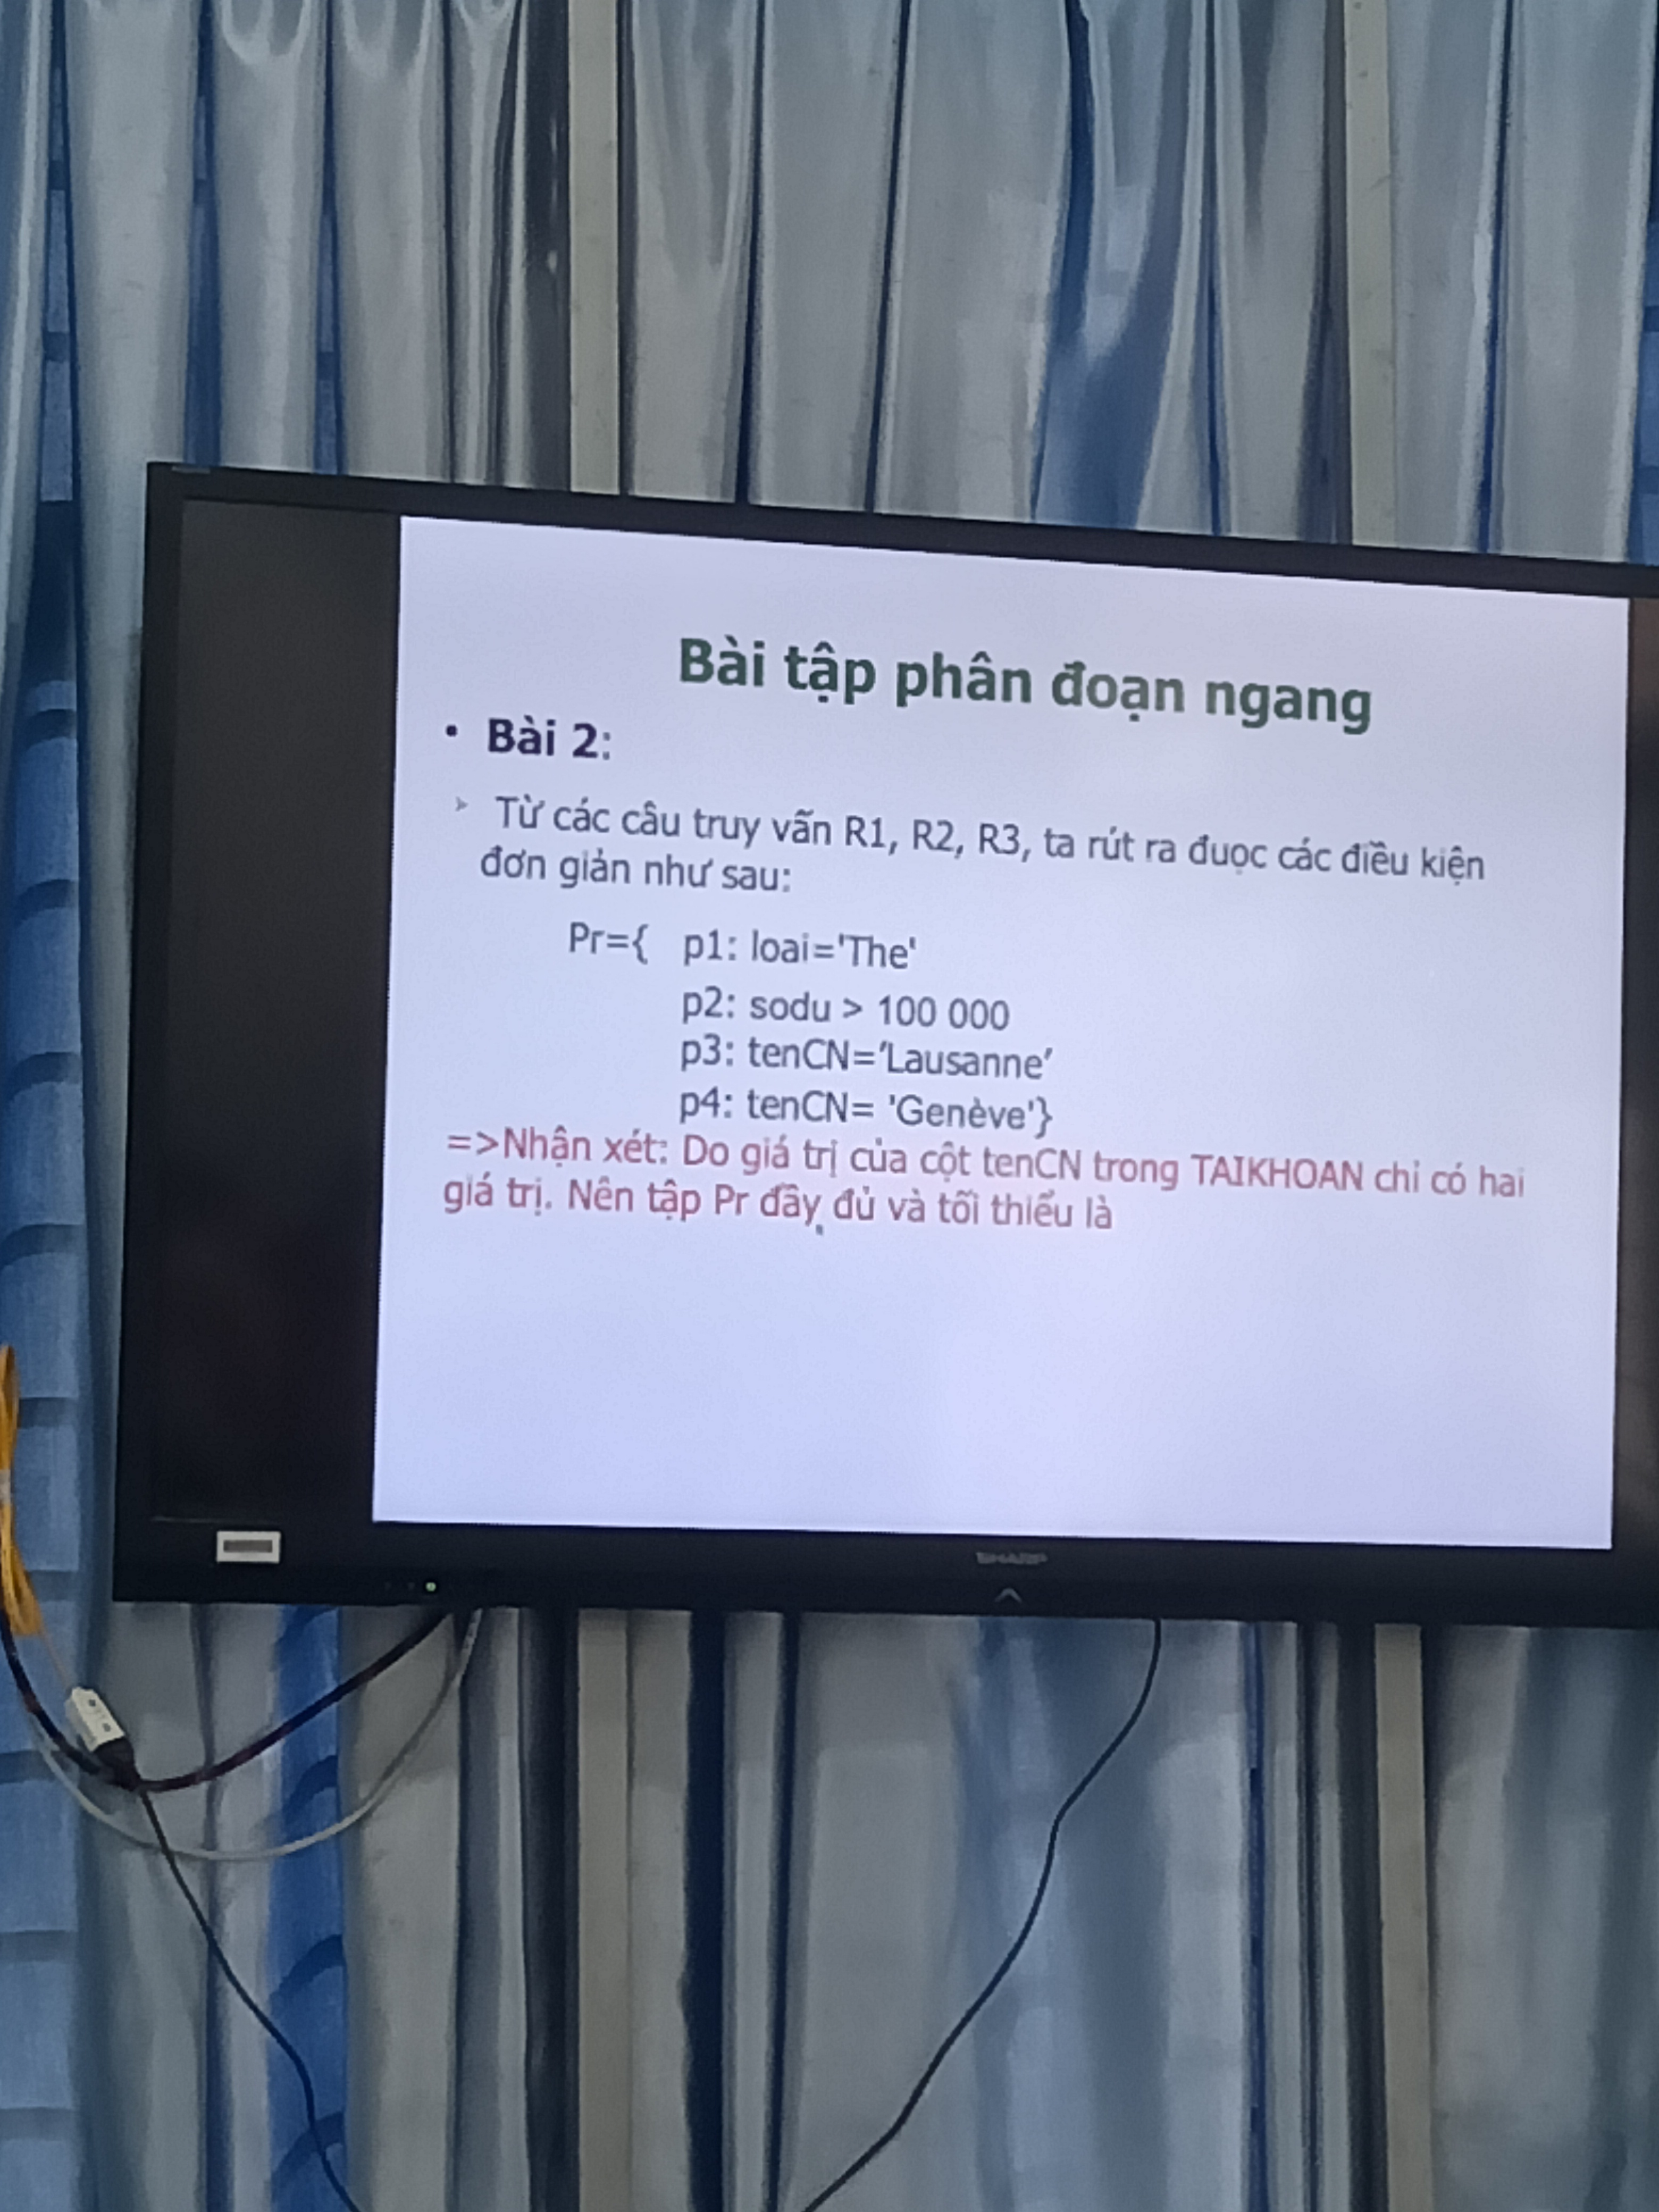 Bài tập phân đoạn ngang
• Bài 2:
➢ Từ các câu truy vấn R1, R2, R3, ta rút ra đuọc các điều kiện
đơn giản như sau:
Pr={ p1: loai='The'
p2: sodu > 100 000
p3: tenCN=’Lausanne’
p4: tenCN= 'Genève'}
=>Nhận xét: Do giá trị của cột tenCN trong TAIKHOAN chỉ có hai
giá trị. Nên tập Pr đầy đủ và tối thiểu là
SHARP